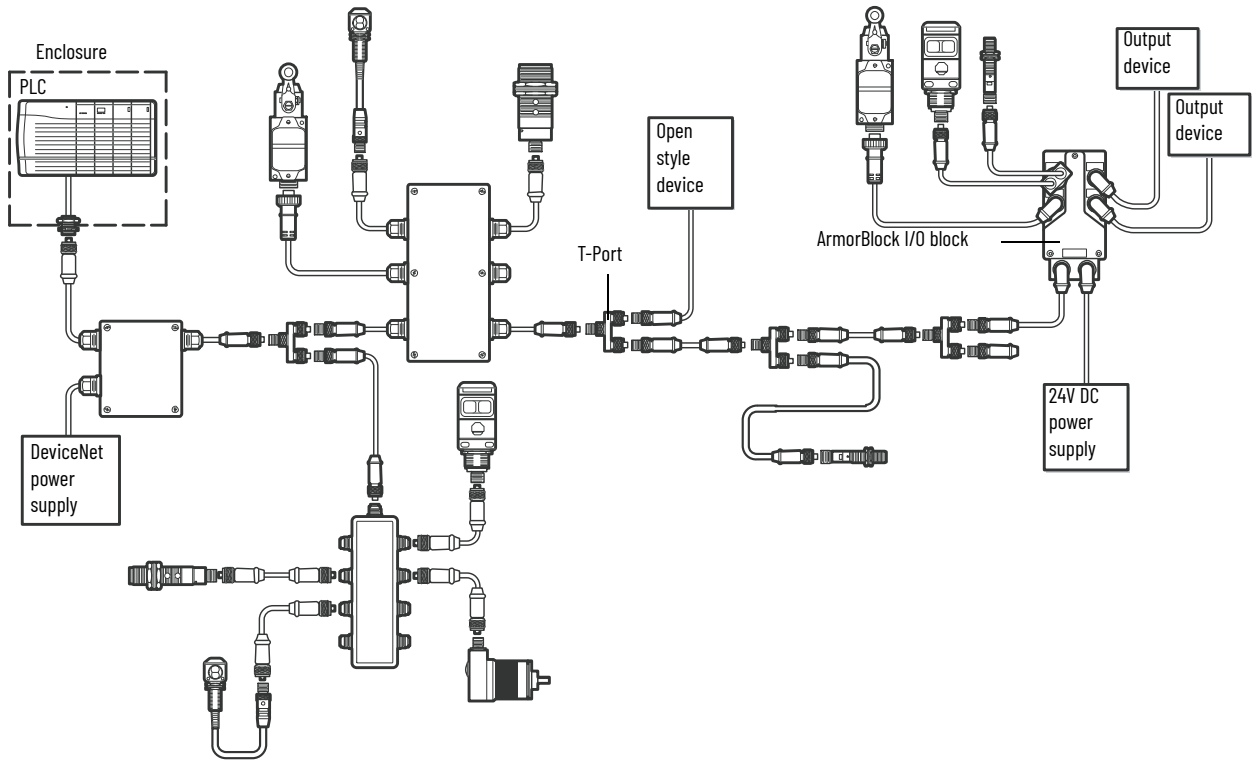 Enclosure
PLC
Output
device
Output
device
Open
style
device
ArmorBlock I/O block
T-Port
24V DC
power
supply
DeviceNet
power
supply